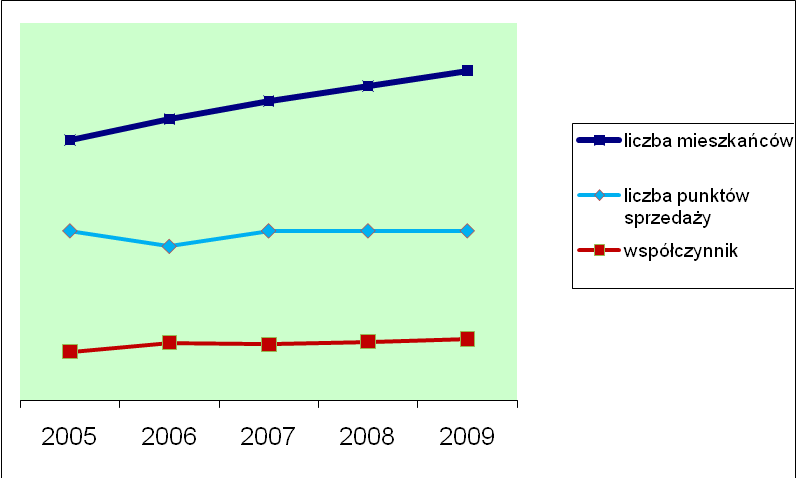 liczba mieszkańców
liczba punktów
sprzedaży
współczynnik
2005 2006 2007 2008 2009